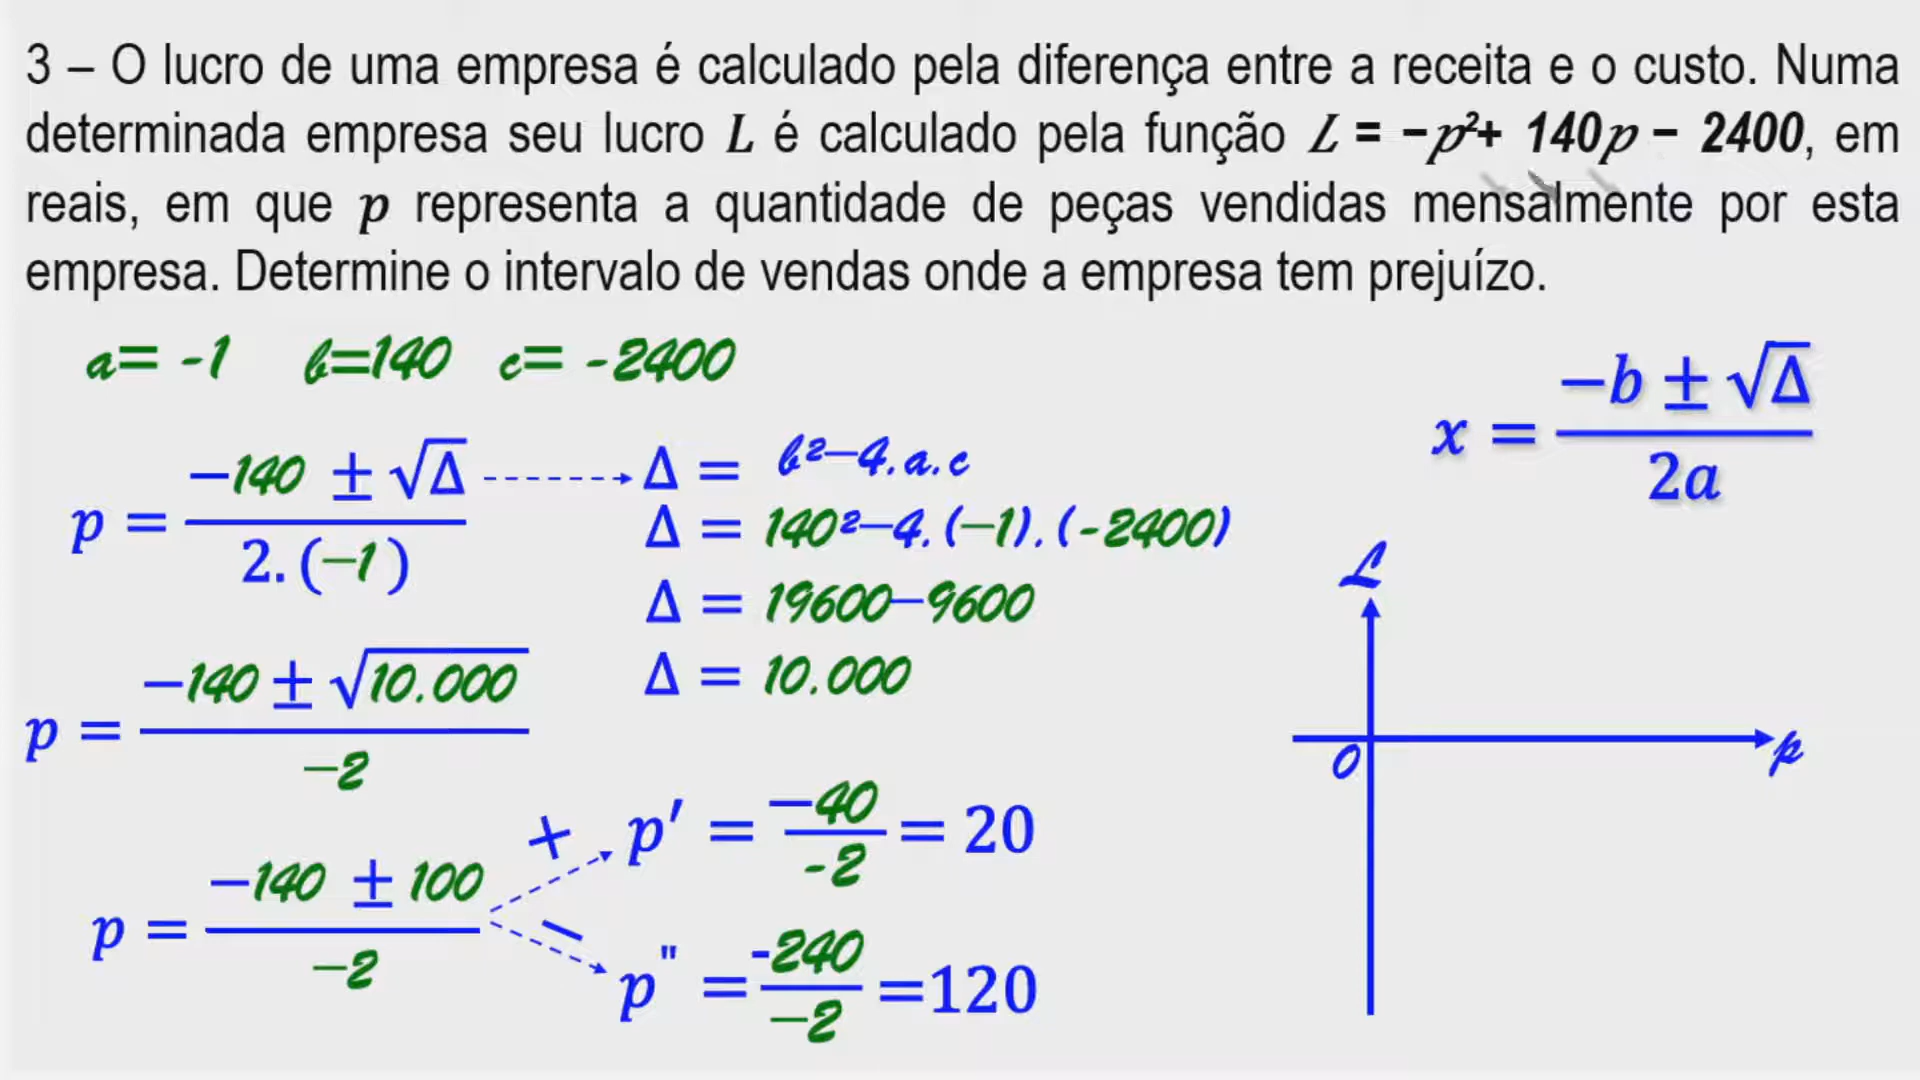 3 – O lucro de uma empresa é calculado pela diferença entre a receita e o custo. Numa
determinada empresa seu lucro L é calculado pela função L = −p²+ 140p − 2400, em
reais, em que p representa a quantidade de peças vendidas mensalmente por esta
empresa. Determine o intervalo de vendas onde a empresa tem prejuízo.
a= -1 b=140 c= -2400
x = (−b ± √Δ)/(2a)
p = (−140 ± √Δ)/(2.(−1))
Δ = b²−4.a.c
Δ = 140²−4.(−1).(-2400)
Δ = 19600−9600
Δ = 10.000
p = (−140 ± √10.000)/(−2)
p = (−140 ± 100)/(−2)
+ p' = (−40)/(-2) = 20
− p" = (-240)/(−2) =120
L
0
p